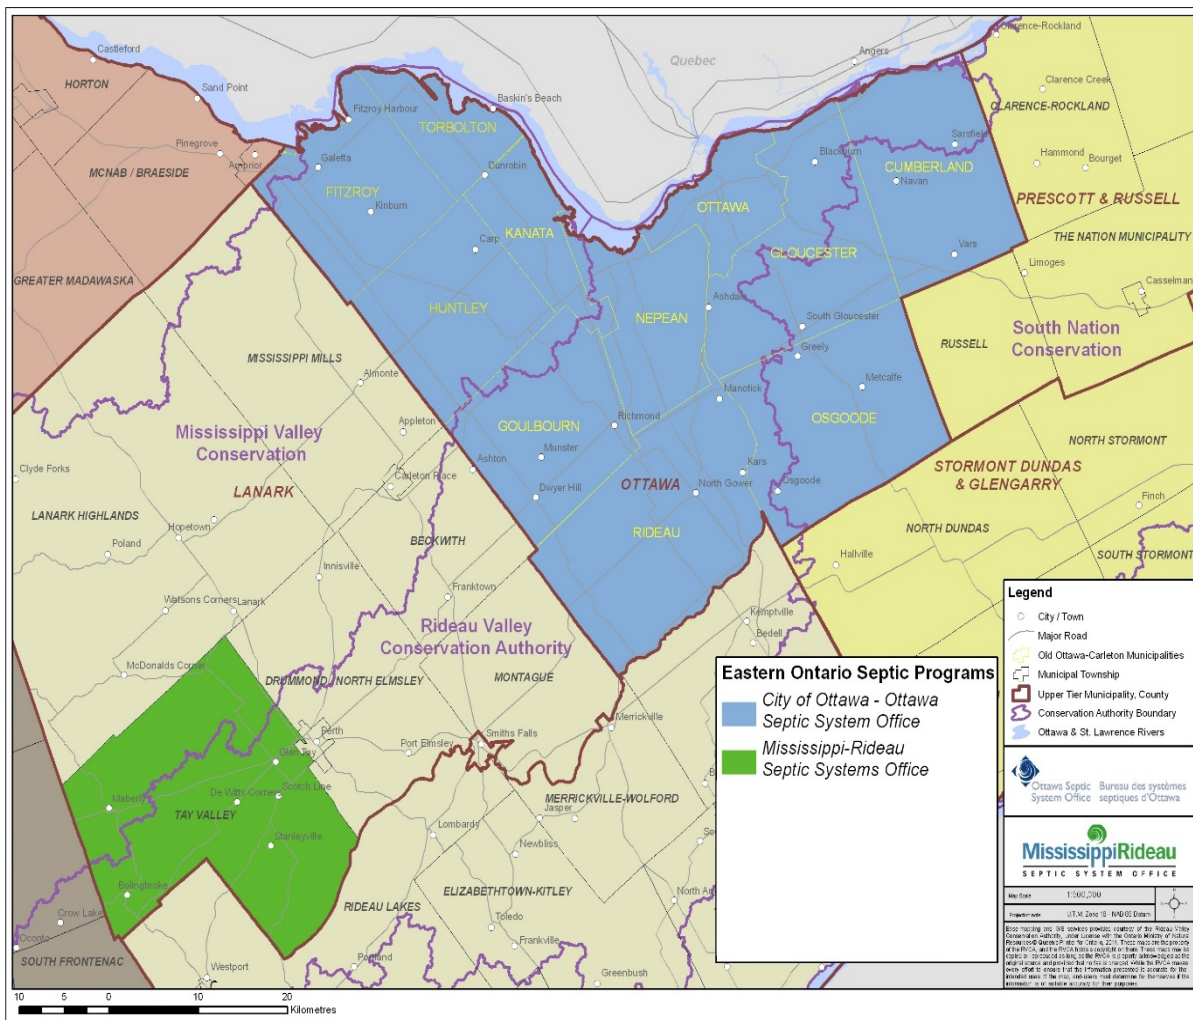 Castleford
HORTON
Sand Point
Pinegrove
Arnprior
MCNAB / BRAESIDE
GREATER MADAWASKA
Quebec
Angers
Clarence-Rockland
Clarence Creek
CLARENCE-ROCKLAND
Hammond
Bourget
PRESCOTT & RUSSELL
THE NATION MUNICIPALITY
Limoges
Casselman
South Nation
Conservation
RUSSELL
Baskin's Beach
Fitzroy Harbour
TORBOLTON
Galetta
Dunrobin
FITZROY
Kinburn
KANATA
Carp
HUNTLEY
Blackburn
Sarsfield
CUMBERLAND
Navan
OTTAWA
GLOUCESTER
Vars
Ashdale
NEPEAN
South Gloucester
Greely
Metcalfe
Manotick
OSGOODE
Richmond
GOULBOURN
Munster
Dwyer Hill
OTTAWA
Kars
North Gower
Osgoode
RIDEAU
MISSISSIPPI MILLS
Almonte
Appleton
Mississippi Valley
Conservation
LANARK
Ashton
Carleton Place
Clyde Forks
LANARK HIGHLANDS
Hopetown
Poland
BECKWITH
Innisville
Franktown
Watsons Corners
Lanark
Rideau Valley
Conservation Authority
McDonalds Corner
DRUMMOND / NORTH ELMSLEY
MONTAGUE
Perth
Glen Tay
Port Elmsley
Smiths Falls
Merrickville
De Witts Corners
Scotch Line
Maberly
TAY VALLEY
Stanleyville
Bolingbroke
Crow Lake
SOUTH FRONTENAC
Westport
Portland
RIDEAU LAKES
Lombardy
Jasper
MERRICKVILLE-WOLFORD
Newbliss
ELIZABETHTOWN-KITLEY
Toledo
Frankville
Greenbush
Kemptville
Bedell
STORMONT DUNDAS
& GLENGARRY
NORTH STORMONT
Finch
NORTH DUNDAS
SOUTH STORMONT
Hallville
Eastern Ontario Septic Programs
City of Ottawa - Ottawa
Septic System Office
Mississippi-Rideau
Septic Systems Office
Legend
City / Town
Major Road
Old Ottawa-Carleton Municipalities
Municipal Township
Upper Tier Municipality, County
Conservation Authority Boundary
Ottawa & St. Lawrence Rivers
Ottawa Septic
System Office
Bureau des systèmes
septiques d'Ottawa
MississippiRideau
SEPTIC SYSTEM OFFICE
Map Scale 1:500,000
Projection note U.T.M. Zone 18 - NAD 83 Datum
10 5 0 10 20
Kilometres